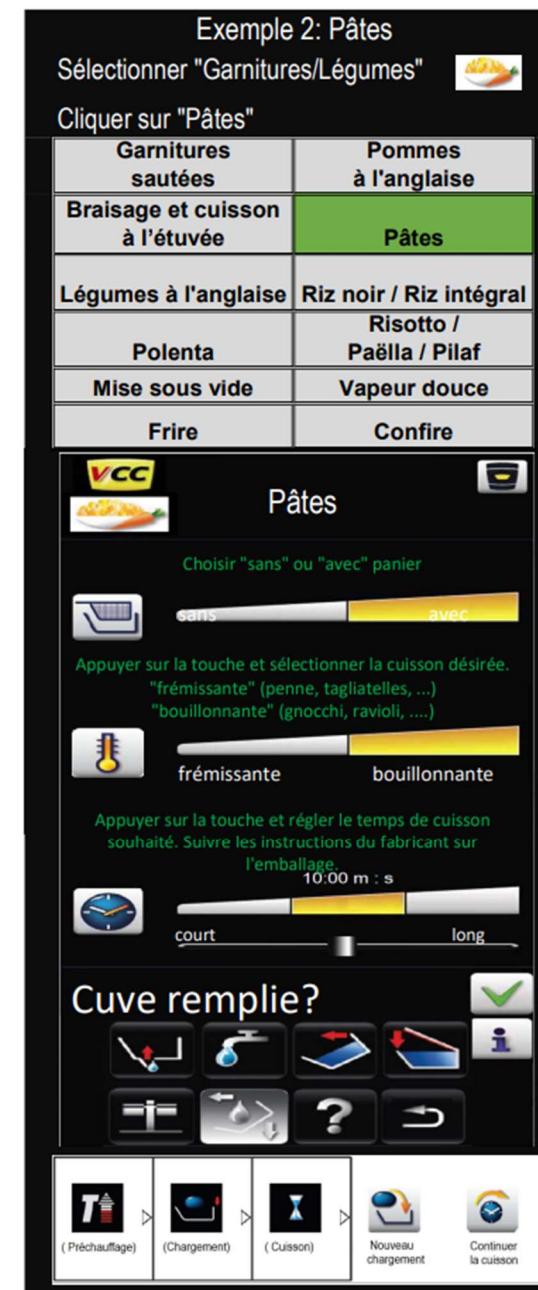 Exemple 2: Pâtes
Sélectionner "Garnitures/Légumes"
Cliquer sur "Pâtes"
Garnitures
sautées
Pommes
à l'anglaise
Braisage et cuisson
à l'étuvée
Pâtes
Légumes à l'anglaise
Riz noir / Riz intégral
Polenta
Risotto /
Paëlla / Pilaf
Mise sous vide
Vapeur douce
Frire
Confire
VCC
Pâtes
Choisir "sans" ou "avec" panier
sans
avec
Appuyer sur la touche et sélectionner la cuisson désirée.
"frémissante" (penne, tagliatelles, ...)
"bouillonnante" (gnocchi, ravioli, ....)
frémissante
bouillonnante
Appuyer sur la touche et régler le temps de cuisson
souhaité. Suivre les instructions du fabricant sur
l'emballage.
10:00 m : s
court
long
Cuve remplie?
i
?
T
( Préchauffage)
(Chargement)
( Cuisson)
Nouveau
chargement
Continuer
la cuisson